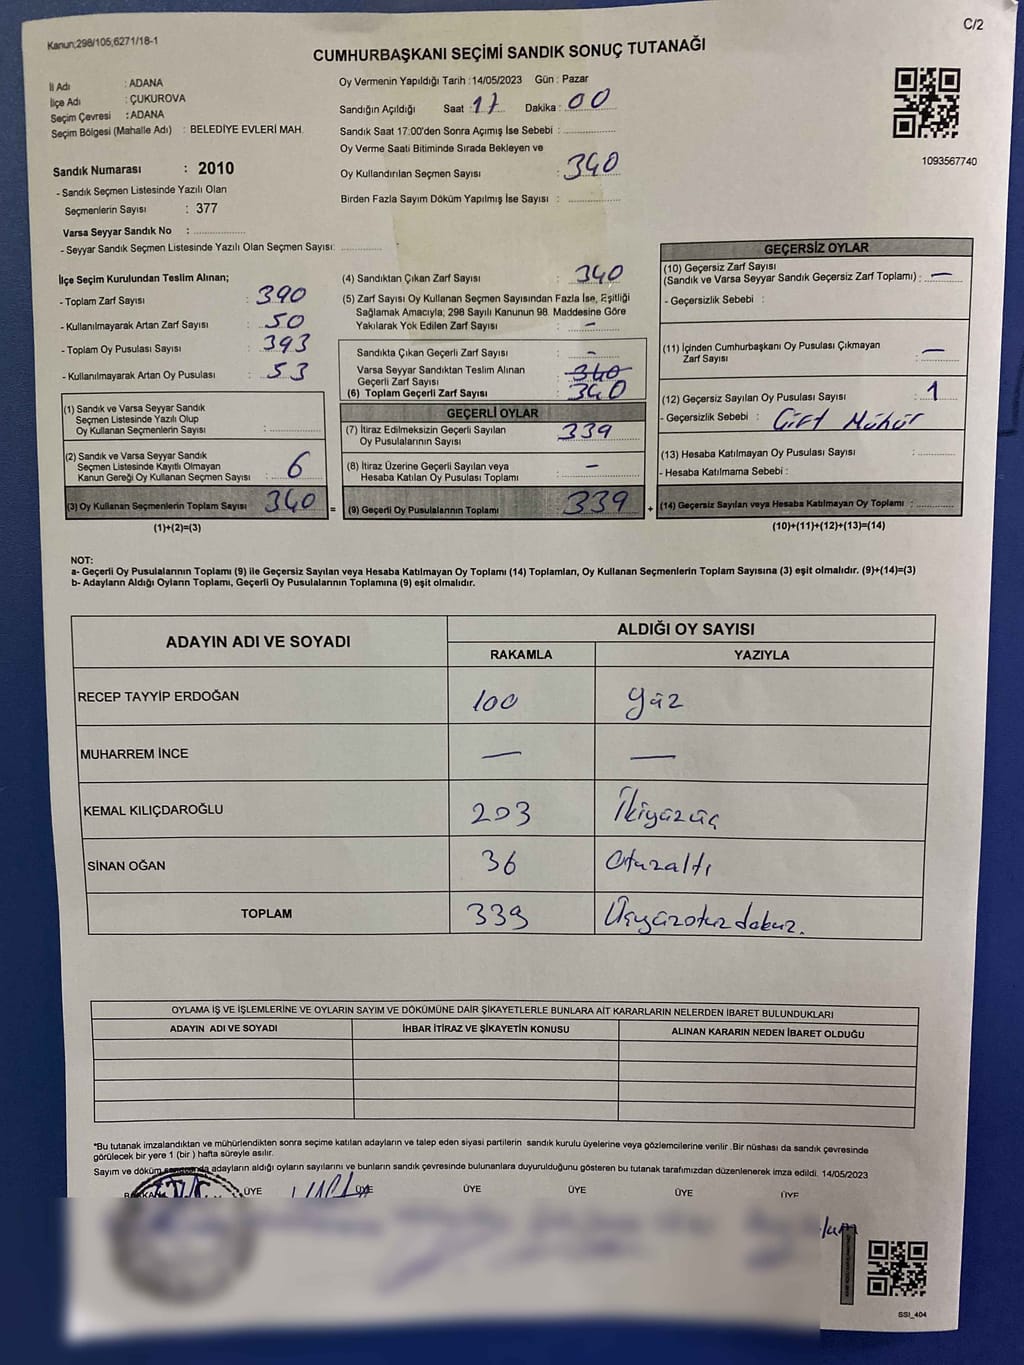 Kanun;298/105;6271/18-1
C/2
CUMHURBAŞKANI SEÇİMİ SANDIK SONUÇ TUTANAĞI
İl Adı : ADANA
İlçe Adı : ÇUKUROVA
Seçim Çevresi : ADANA
Seçim Bölgesi (Mahalle Adı) : BELEDİYE EVLERİ MAH.
Sandık Numarası : 2010
- Sandık Seçmen Listesinde Yazılı Olan
Seçmenlerin Sayısı : 377
Varsa Seyyar Sandık No :
- Seyyar Sandık Seçmen Listesinde Yazılı Olan Seçmen Sayısı:
Oy Vermenin Yapıldığı Tarih :14/05/2023 Gün : Pazar
Sandığın Açıldığı Saat : 17 Dakika : 00
Sandık Saat 17:00'den Sonra Açımış İse Sebebi :
Oy Verme Saati Bitiminde Sırada Bekleyen ve
Oy Kullandırılan Seçmen Sayısı : 340
Birden Fazla Sayım Döküm Yapılmış İse Sayısı :
1093567740
İlçe Seçim Kurulundan Teslim Alınan;
- Toplam Zarf Sayısı : 390
- Kullanılmayarak Artan Zarf Sayısı : 50
- Toplam Oy Pusulası Sayısı : 393
- Kullanılmayarak Artan Oy Pusulası : 53
(1) Sandık ve Varsa Seyyar Sandık
Seçmen Listesinde Yazılı Olup
Oy Kullanan Seçmenlerin Sayısı :
(2) Sandık ve Varsa Seyyar Sandık
Seçmen Listesinde Kayıtlı Olmayan
Kanun Gereği Oy Kullanan Seçmen Sayısı : 6
(3) Oy Kullanan Seçmenlerin Toplam Sayısı : 340
(1)+(2)=(3)
=
(4) Sandıktan Çıkan Zarf Sayısı : 340
(5) Zarf Sayısı Oy Kullanan Seçmen Sayısından Fazla İse, Eşitliği
Sağlamak Amacıyla; 298 Sayılı Kanunun 98. Maddesine Göre
Yakılarak Yok Edilen Zarf Sayısı : -
Sandıkta Çıkan Geçerli Zarf Sayısı : -
Varsa Seyyar Sandıktan Teslim Alınan
Geçerli Zarf Sayısı : 340
(6) Toplam Geçerli Zarf Sayısı : 340
GEÇERLİ OYLAR
(7) İtiraz Edilmeksizin Geçerli Sayılan
Oy Pusulalarının Sayısı : 339
(8) İtiraz Üzerine Geçerli Sayılan veya
Hesaba Katılan Oy Pusulası Toplamı : -
(9) Geçerli Oy Pusulalarının Toplamı : 339
+
GEÇERSİZ OYLAR
(10) Geçersiz Zarf Sayısı
(Sandık ve Varsa Seyyar Sandık Geçersiz Zarf Toplamı) : -
- Geçersizlik Sebebi :
(11) İçinden Cumhurbaşkanı Oy Pusulası Çıkmayan
Zarf Sayısı : -
(12) Geçersiz Sayılan Oy Pusulası Sayısı : 1
- Geçersizlik Sebebi : Çift Mühür
(13) Hesaba Katılmayan Oy Pusulası Sayısı :
- Hesaba Katılmama Sebebi :
(14) Geçersiz Sayılan veya Hesaba Katılmayan Oy Toplamı :
(10)+(11)+(12)+(13)=(14)
NOT:
a- Geçerli Oy Pusulalarının Toplamı (9) ile Geçersiz Sayılan veya Hesaba Katılmayan Oy Toplamı (14) Toplamları, Oy Kullanan Seçmenlerin Toplam Sayısına (3) eşit olmalıdır. (9)+(14)=(3)
b- Adayların Aldığı Oyların Toplamı, Geçerli Oy Pusulalarının Toplamına (9) eşit olmalıdır.
ADAYIN ADI VE SOYADI ALDIĞI OY SAYISI
RAKAMLA YAZIYLA
RECEP TAYYİP ERDOĞAN 100 yüz
MUHARREM İNCE — —
KEMAL KILIÇDAROĞLU 203 İkiyüzüç
SİNAN OĞAN 36 Otuzaltı
TOPLAM 339 Üçyüzotuzdokuz.
OYLAMA İŞ VE İŞLEMLERİNE VE OYLARIN SAYIM VE DÖKÜMÜNE DAİR ŞİKAYETLERLE BUNLARA AİT KARARLARIN NELERDEN İBARET BULUNDUKLARI
ADAYIN ADI VE SOYADI İHBAR İTİRAZ VE ŞİKAYETİN KONUSU ALINAN KARARIN NEDEN İBARET OLDUĞU
*Bu tutanak imzalandıktan ve mühürlendikten sonra seçime katılan adayların ve talep eden siyasi partilerin sandık kurulu üyelerine veya gözlemcilerine verilir .Bir nüshası da sandık çevresinde
görülecek bir yere 1 (bir ) hafta süreyle asılır.
Sayım ve döküm sonucunda adayların aldığı oyların sayılarını ve bunların sandık çevresinde bulunanlara duyurulduğunu gösteren bu tutanak tarafımızdan düzenlenerek imza edildi. 14/05/2023
BAŞKAN ÜYE ÜYE ÜYE ÜYE ÜYE ÜYE
SSI_404